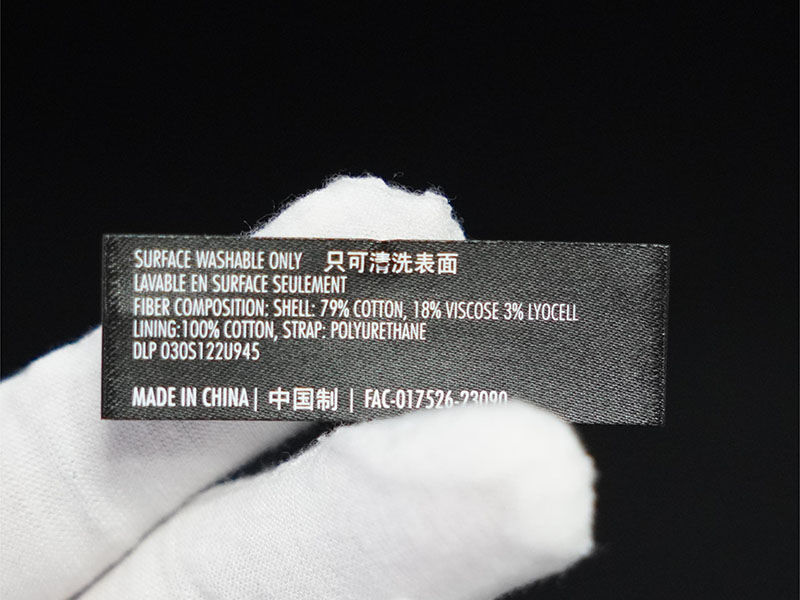 SURFACE WASHABLE ONLY 只可清洗表面
LAVABLE EN SURFACE SEULEMENT
FIBER COMPOSITION: SHELL: 79% COTTON, 18% VISCOSE 3% LYOCELL
LINING:100% COTTON, STRAP: POLYURETHANE
DLP 030S122U945
MADE IN CHINA | 中国制 | FAC-017526-23090